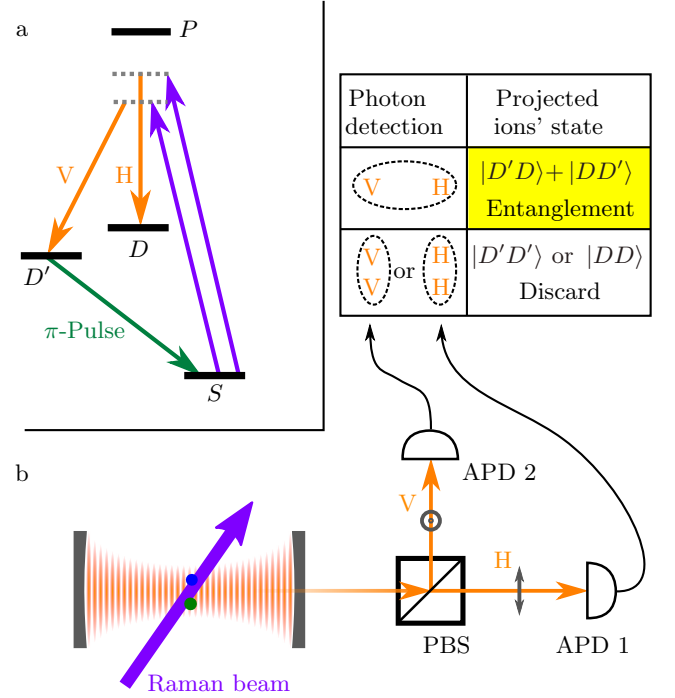 a
P
V
H
D
D′
π-Pulse
S
Photon detection
Projected ions' state
V H
|D′D⟩+|DD′⟩
Entanglement
V
V
or
H
H
|D′D′⟩ or |DD⟩
Discard
b
APD 2
V
H
PBS
APD 1
Raman beam